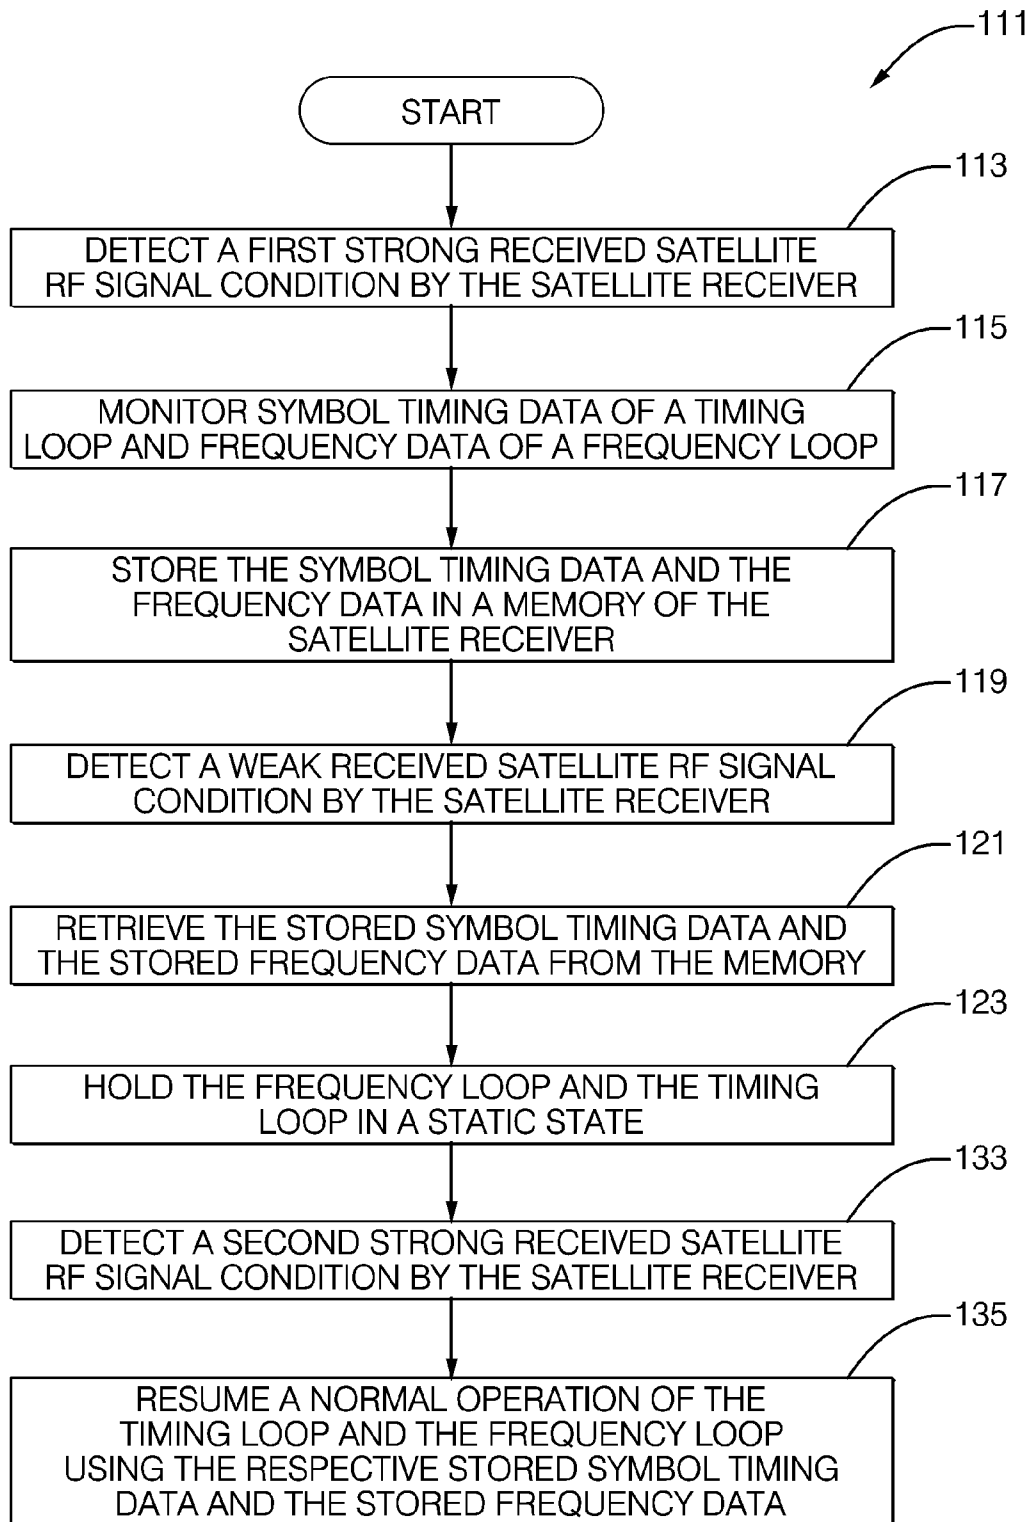 111
START
113
DETECT A FIRST STRONG RECEIVED SATELLITE
RF SIGNAL CONDITION BY THE SATELLITE RECEIVER
115
MONITOR SYMBOL TIMING DATA OF A TIMING
LOOP AND FREQUENCY DATA OF A FREQUENCY LOOP
117
STORE THE SYMBOL TIMING DATA AND THE
FREQUENCY DATA IN A MEMORY OF THE
SATELLITE RECEIVER
119
DETECT A WEAK RECEIVED SATELLITE RF SIGNAL
CONDITION BY THE SATELLITE RECEIVER
121
RETRIEVE THE STORED SYMBOL TIMING DATA AND
THE STORED FREQUENCY DATA FROM THE MEMORY
123
HOLD THE FREQUENCY LOOP AND THE TIMING
LOOP IN A STATIC STATE
133
DETECT A SECOND STRONG RECEIVED SATELLITE
RF SIGNAL CONDITION BY THE SATELLITE RECEIVER
135
RESUME A NORMAL OPERATION OF THE
TIMING LOOP AND THE FREQUENCY LOOP
USING THE RESPECTIVE STORED SYMBOL TIMING
DATA AND THE STORED FREQUENCY DATA